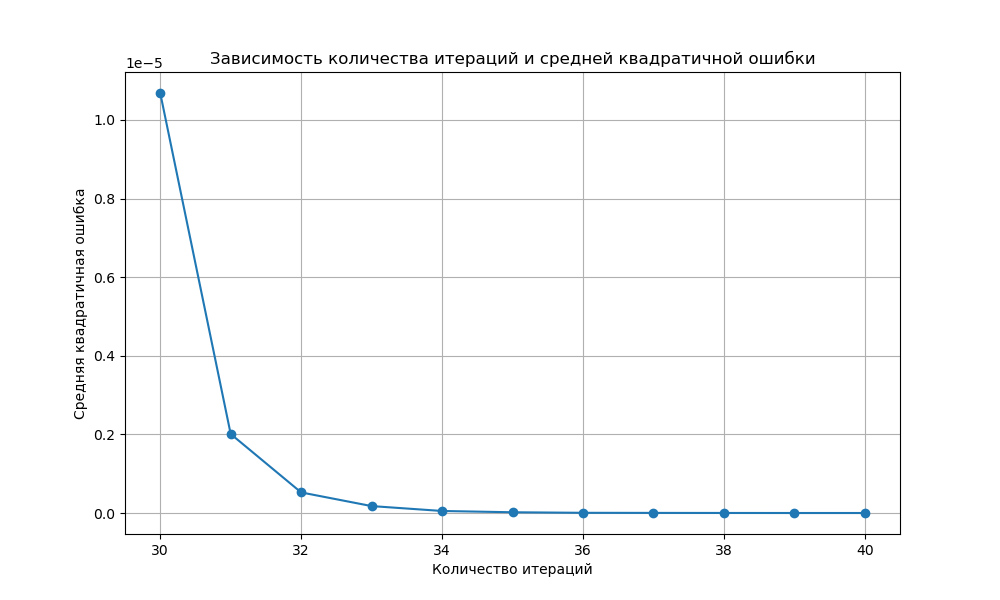 Зависимость количества итераций и средней квадратичной ошибки
1e−5
1.0
0.8
0.6
0.4
0.2
0.0
Средняя квадратичная ошибка
30 32 34 36 38 40
Количество итераций